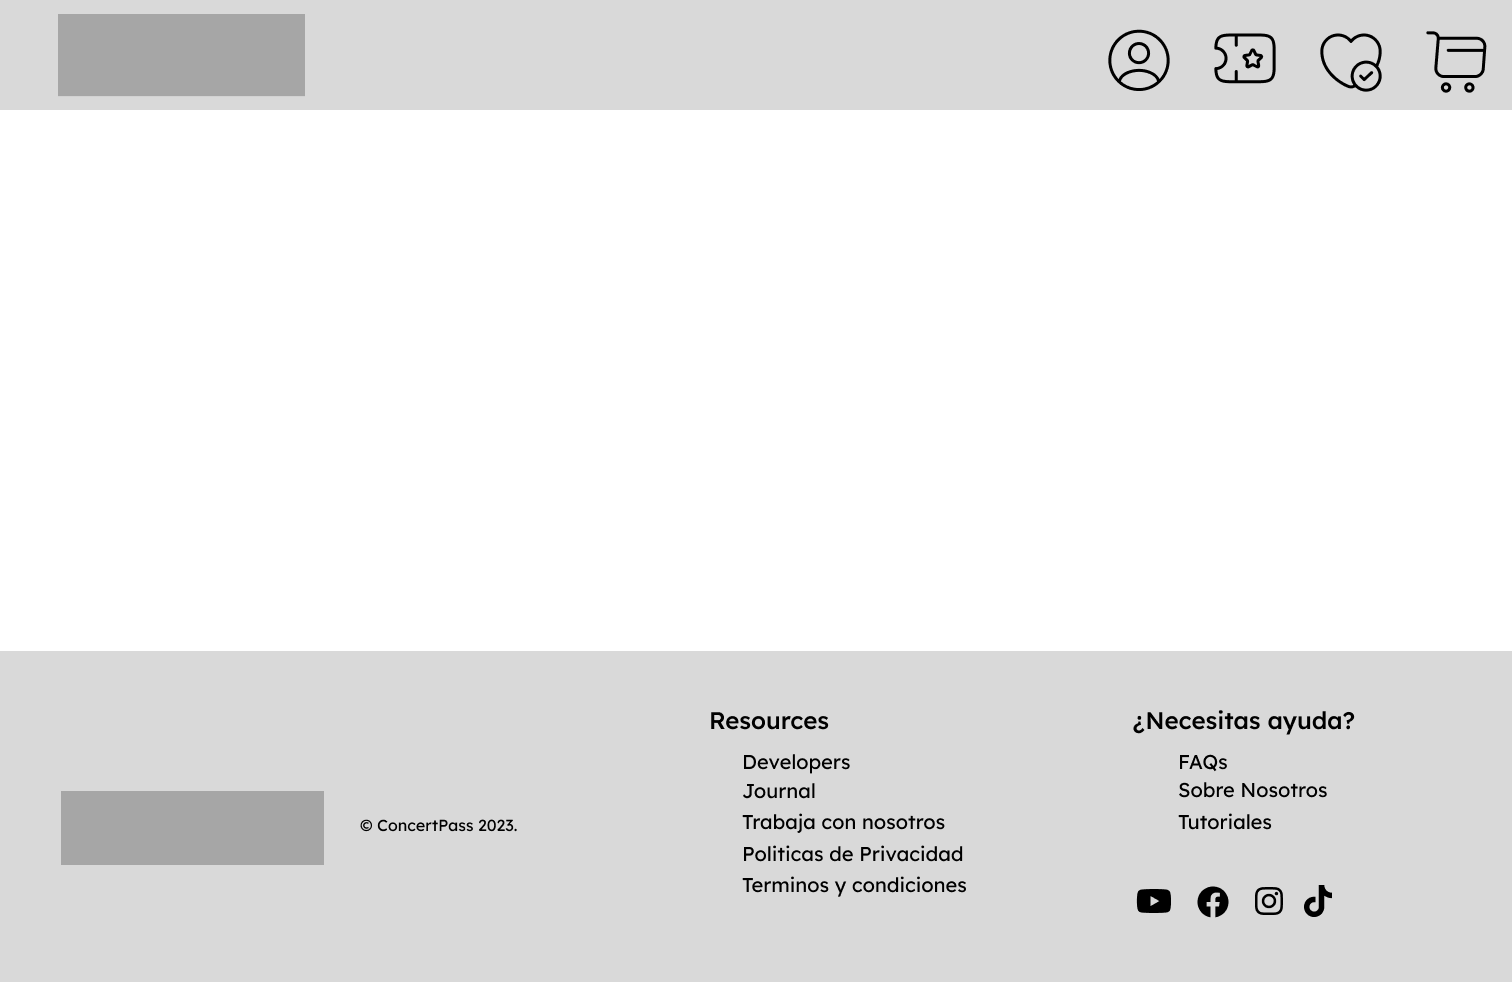 © ConcertPass 2023.
Resources
Developers
Journal
Trabaja con nosotros
Politicas de Privacidad
Terminos y condiciones
¿Necesitas ayuda?
FAQs
Sobre Nosotros
Tutoriales